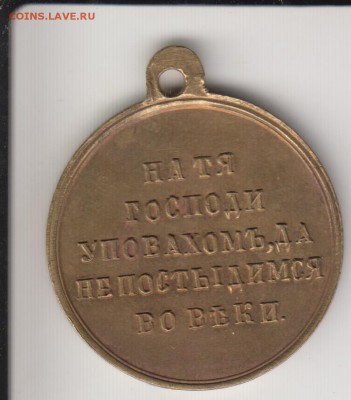 COINS.LAVE.RU
НА ТЯ
ГОСПОДИ
УПОВАХОМЪ, ДА
НЕ ПОСТЫДИМСЯ
ВО ВѢКИ.